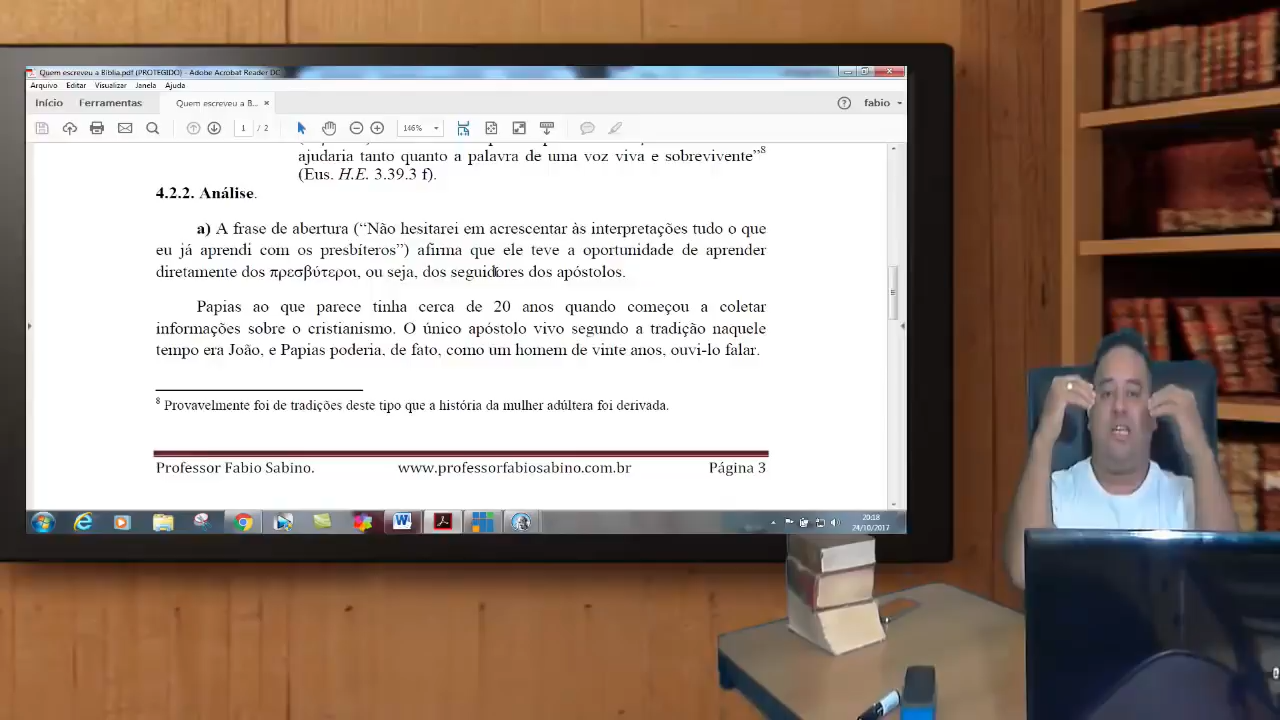 Quem escreveu a Bíblia.pdf (PROTEGIDO) - Adobe Acrobat Reader DC
Arquivo Editar Visualizar Janela Ajuda
Início Ferramentas Quem escreveu a B... × fabio
1 / 2 146%
ajudaria tanto quanto a palavra de uma voz viva e sobrevivente”8
(Eus. H.E. 3.39.3 f).
4.2.2. Análise.
a) A frase de abertura (“Não hesitarei em acrescentar às interpretações tudo o que
eu já aprendi com os presbíteros”) afirma que ele teve a oportunidade de aprender
diretamente dos πρεσβύτεροι, ou seja, dos seguidores dos apóstolos.
Papias ao que parece tinha cerca de 20 anos quando começou a coletar
informações sobre o cristianismo. O único apóstolo vivo segundo a tradição naquele
tempo era João, e Papias poderia, de fato, como um homem de vinte anos, ouvi-lo falar.
8 Provavelmente foi de tradições deste tipo que a história da mulher adúltera foi derivada.
Professor Fabio Sabino. www.professorfabiosabino.com.br Página 3
20:18
24/10/2017